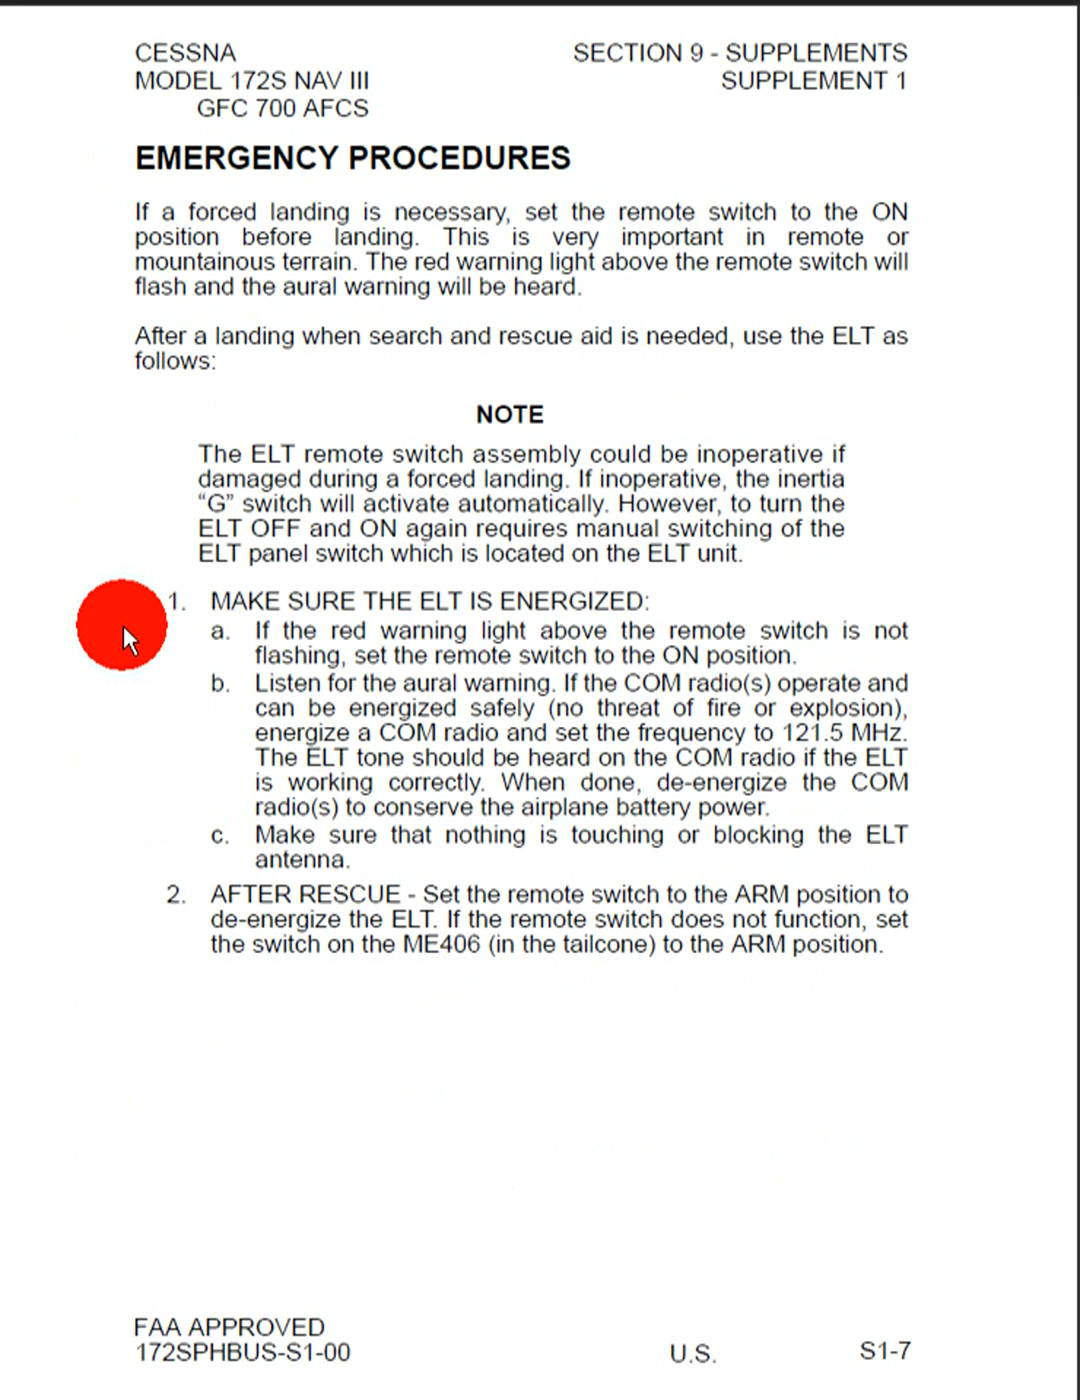 CESSNA
MODEL 172S NAV III
GFC 700 AFCS
SECTION 9 - SUPPLEMENTS
SUPPLEMENT 1
EMERGENCY PROCEDURES
If a forced landing is necessary, set the remote switch to the ON
position before landing. This is very important in remote or
mountainous terrain. The red warning light above the remote switch will
flash and the aural warning will be heard.
After a landing when search and rescue aid is needed, use the ELT as
follows:
NOTE
The ELT remote switch assembly could be inoperative if
damaged during a forced landing. If inoperative, the inertia
“G” switch will activate automatically. However, to turn the
ELT OFF and ON again requires manual switching of the
ELT panel switch which is located on the ELT unit.
1. MAKE SURE THE ELT IS ENERGIZED:
a. If the red warning light above the remote switch is not
flashing, set the remote switch to the ON position.
b. Listen for the aural warning. If the COM radio(s) operate and
can be energized safely (no threat of fire or explosion),
energize a COM radio and set the frequency to 121.5 MHz.
The ELT tone should be heard on the COM radio if the ELT
is working correctly. When done, de-energize the COM
radio(s) to conserve the airplane battery power.
c. Make sure that nothing is touching or blocking the ELT
antenna.
2. AFTER RESCUE - Set the remote switch to the ARM position to
de-energize the ELT. If the remote switch does not function, set
the switch on the ME406 (in the tailcone) to the ARM position.
FAA APPROVED
172SPHBUS-S1-00
U.S.
S1-7